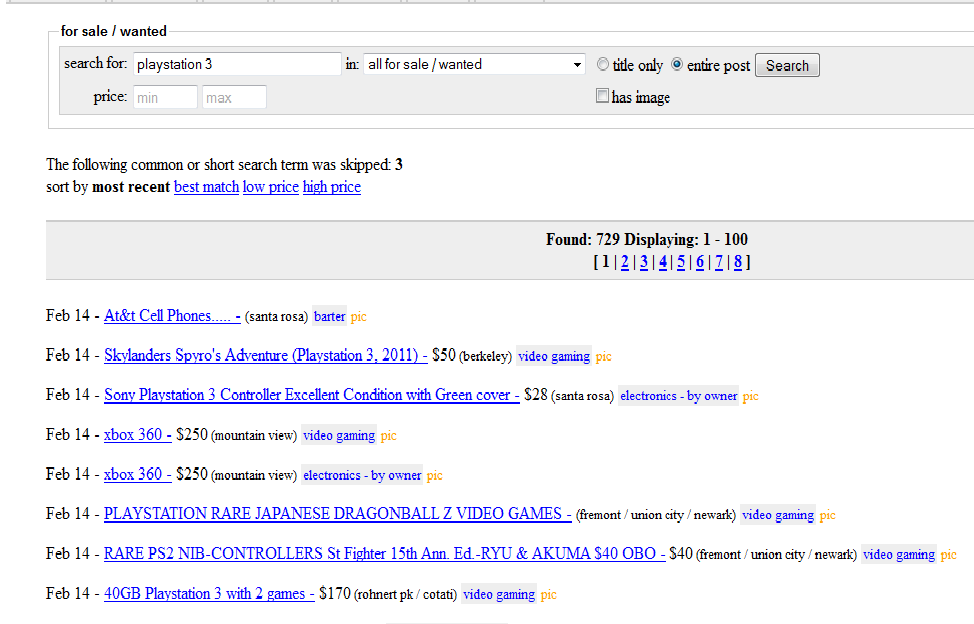 for sale / wanted
search for: playstation 3 in: all for sale / wanted title only entire post Search
price: min max has image
The following common or short search term was skipped: 3
sort by most recent best match low price high price
Found: 729 Displaying: 1 - 100
[ 1 | 2 | 3 | 4 | 5 | 6 | 7 | 8 ]
Feb 14 - At&t Cell Phones..... - (santa rosa) barter pic
Feb 14 - Skylanders Spyro's Adventure (Playstation 3, 2011) - $50 (berkeley) video gaming pic
Feb 14 - Sony Playstation 3 Controller Excellent Condition with Green cover - $28 (santa rosa) electronics - by owner pic
Feb 14 - xbox 360 - $250 (mountain view) video gaming pic
Feb 14 - xbox 360 - $250 (mountain view) electronics - by owner pic
Feb 14 - PLAYSTATION RARE JAPANESE DRAGONBALL Z VIDEO GAMES - (fremont / union city / newark) video gaming pic
Feb 14 - RARE PS2 NIB-CONTROLLERS St Fighter 15th Ann. Ed.-RYU & AKUMA $40 OBO - $40 (fremont / union city / newark) video gaming pic
Feb 14 - 40GB Playstation 3 with 2 games - $170 (rohnert pk / cotati) video gaming pic